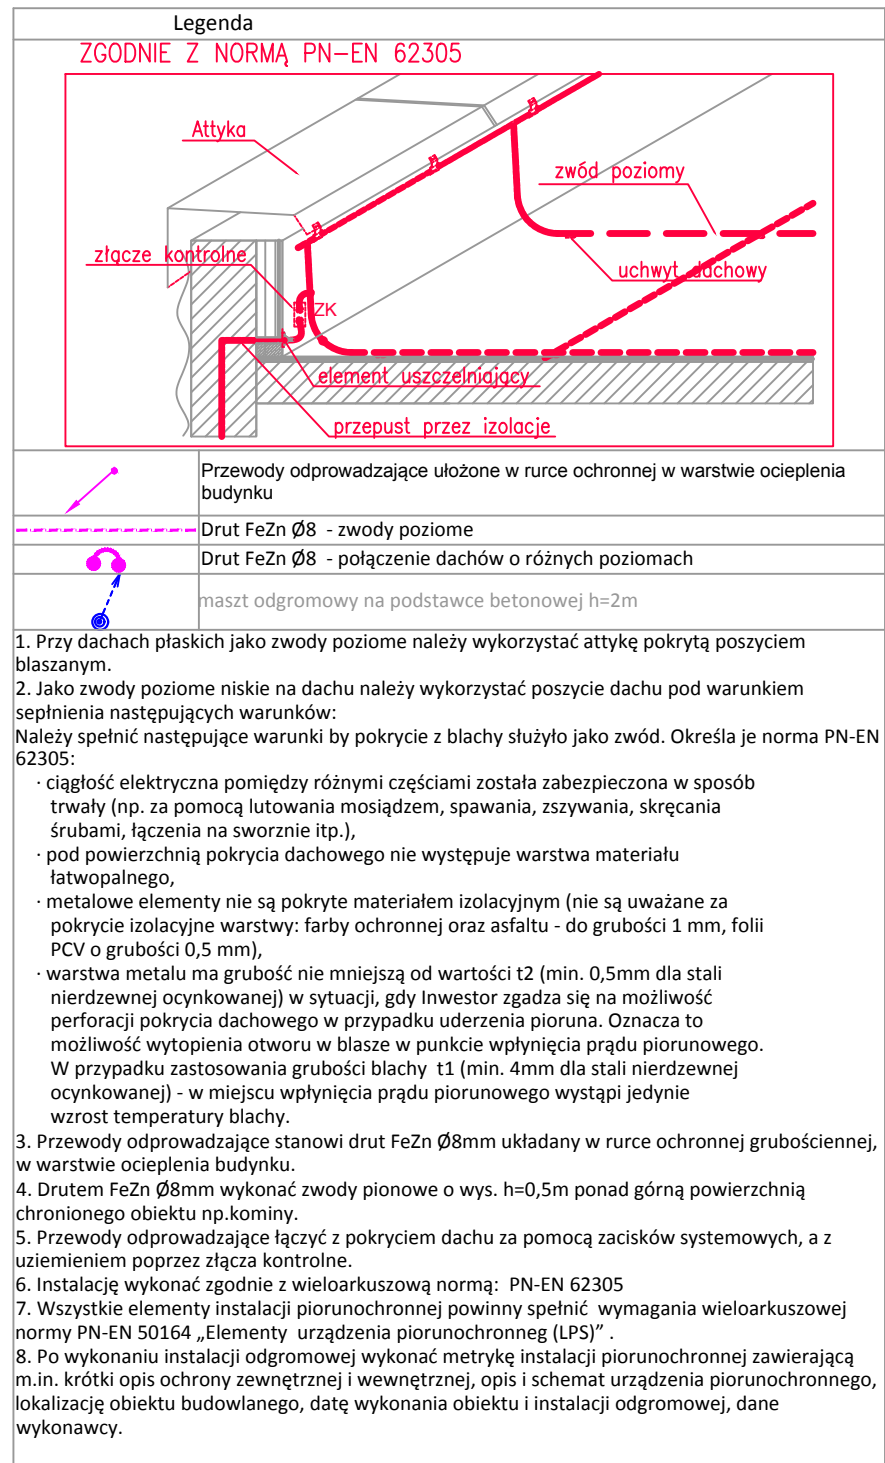 Legenda
ZGODNIE Z NORMĄ PN-EN 62305
Attyka
zwód poziomy
złącze kontrolne
uchwyt dachowy
ZK
element uszczelniający
przepust przez izolacje
Przewody odprowadzające ułożone w rurce ochronnej w warstwie ocieplenia
budynku
Drut FeZn Ø8 - zwody poziome
Drut FeZn Ø8 - połączenie dachów o różnych poziomach
maszt odgromowy na podstawce betonowej h=2m
1. Przy dachach płaskich jako zwody poziome należy wykorzystać attykę pokrytą poszyciem
blaszanym.
2. Jako zwody poziome niskie na dachu należy wykorzystać poszycie dachu pod warunkiem
sepłnienia następujących warunków:
Należy spełnić następujące warunki by pokrycie z blachy służyło jako zwód. Określa je norma PN-EN
62305:
· ciągłość elektryczna pomiędzy różnymi częściami została zabezpieczona w sposób
trwały (np. za pomocą lutowania mosiądzem, spawania, zszywania, skręcania
śrubami, łączenia na sworznie itp.),
· pod powierzchnią pokrycia dachowego nie występuje warstwa materiału
łatwopalnego,
· metalowe elementy nie są pokryte materiałem izolacyjnym (nie są uważane za
pokrycie izolacyjne warstwy: farby ochronnej oraz asfaltu - do grubości 1 mm, folii
PCV o grubości 0,5 mm),
· warstwa metalu ma grubość nie mniejszą od wartości t2 (min. 0,5mm dla stali
nierdzewnej ocynkowanej) w sytuacji, gdy Inwestor zgadza się na możliwość
perforacji pokrycia dachowego w przypadku uderzenia pioruna. Oznacza to
możliwość wytopienia otworu w blasze w punkcie wpłynięcia prądu piorunowego.
W przypadku zastosowania grubości blachy t1 (min. 4mm dla stali nierdzewnej
ocynkowanej) - w miejscu wpłynięcia prądu piorunowego wystąpi jedynie
wzrost temperatury blachy.
3. Przewody odprowadzające stanowi drut FeZn Ø8mm układany w rurce ochronnej grubościennej,
w warstwie ocieplenia budynku.
4. Drutem FeZn Ø8mm wykonać zwody pionowe o wys. h=0,5m ponad górną powierzchnią
chronionego obiektu np.kominy.
5. Przewody odprowadzające łączyć z pokryciem dachu za pomocą zacisków systemowych, a z
uziemieniem poprzez złącza kontrolne.
6. Instalację wykonać zgodnie z wieloarkuszową normą: PN-EN 62305
7. Wszystkie elementy instalacji piorunochronnej powinny spełnić wymagania wieloarkuszowej
normy PN-EN 50164 „Elementy urządzenia piorunochronneg (LPS)” .
8. Po wykonaniu instalacji odgromowej wykonać metrykę instalacji piorunochronnej zawierającą
m.in. krótki opis ochrony zewnętrznej i wewnętrznej, opis i schemat urządzenia piorunochronnego,
lokalizację obiektu budowlanego, datę wykonania obiektu i instalacji odgromowej, dane
wykonawcy.